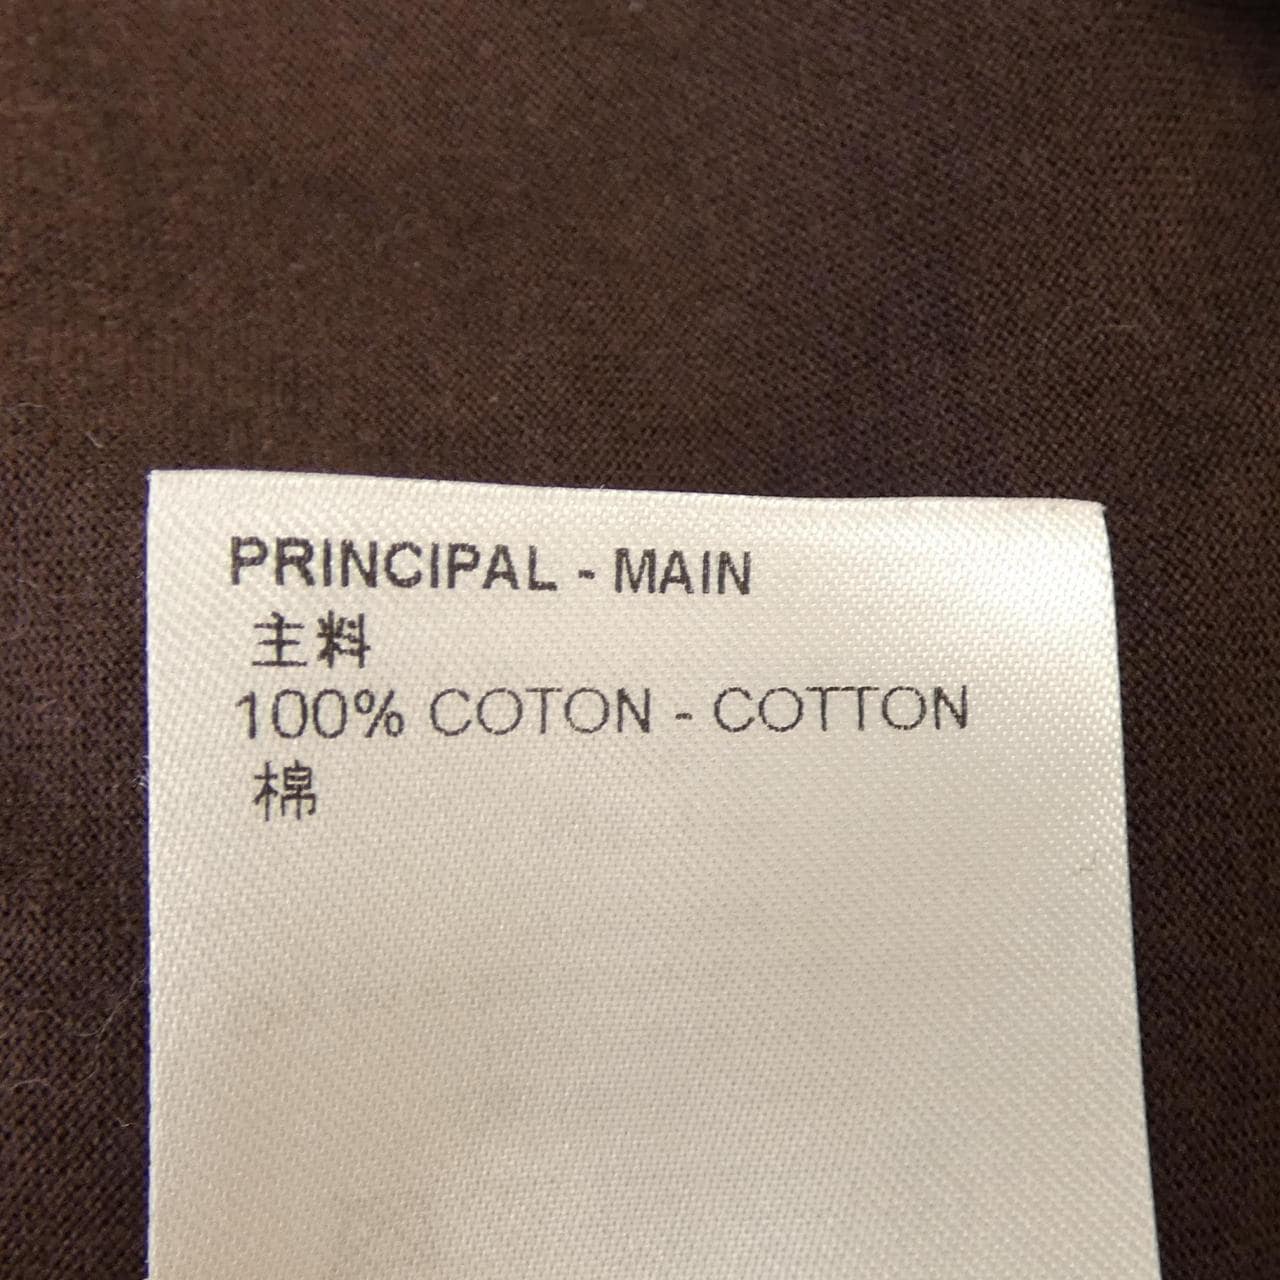 PRINCIPAL - MAIN
主料
100% COTON - COTTON
棉